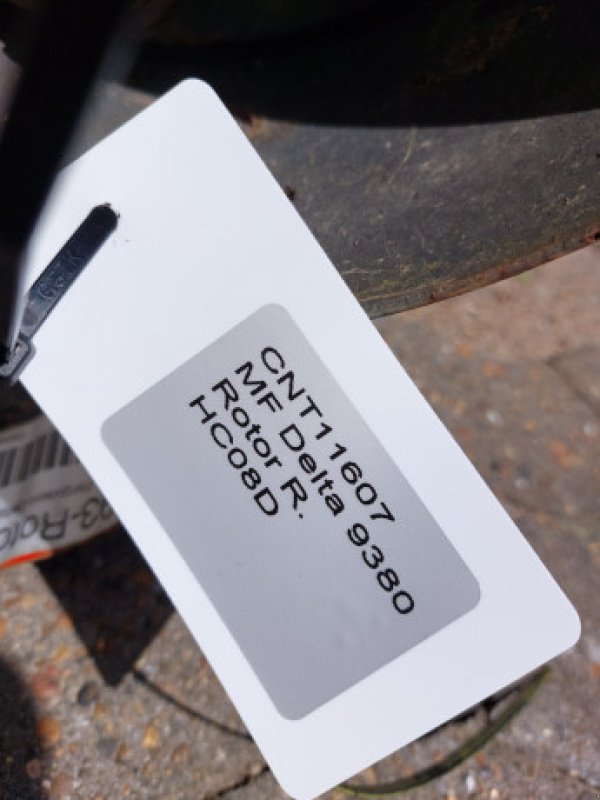 CNT11607
MF Delta 9380
Rotor R.
HC08D